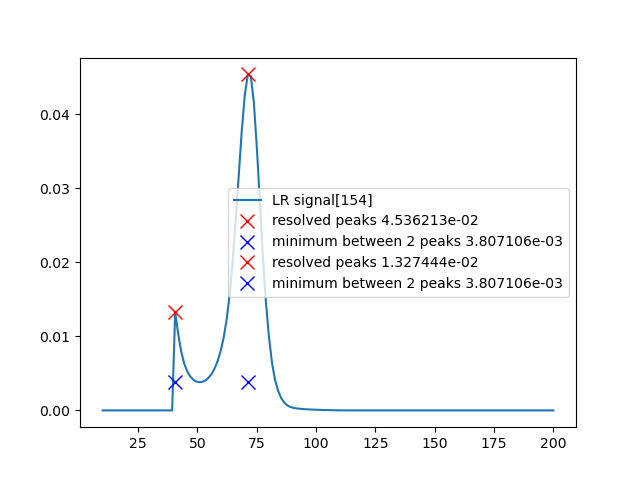 0.04
0.03
0.02
0.01
0.00
LR signal[154]
resolved peaks 4.536213e-02
minimum between 2 peaks 3.807106e-03
resolved peaks 1.327444e-02
minimum between 2 peaks 3.807106e-03
25 50 75 100 125 150 175 200